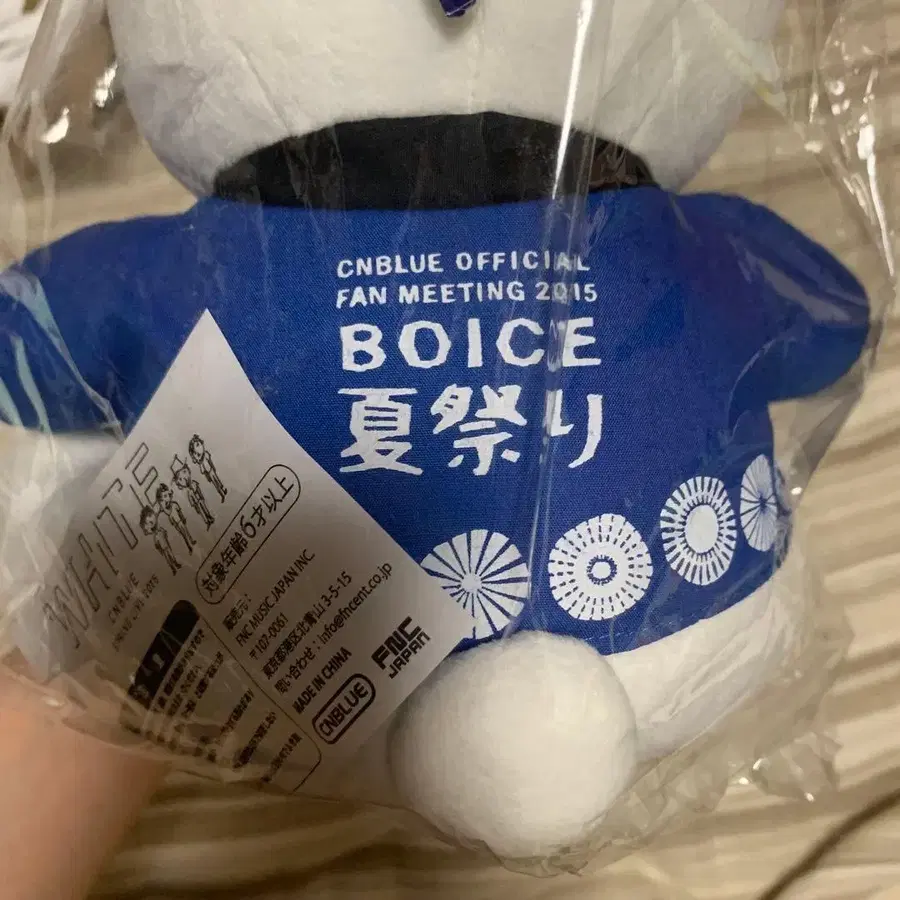 CNBLUE OFFICIAL
FAN MEETING 2015
BOICE
夏祭り
WHITE
CNBLUE
対象年齢6才以上
販売元：
FNC MUSIC JAPAN INC.
〒107-0061
東京都港区北青山3-5-15
問い合わせ：info@fncent.co.jp
MADE IN CHINA
CNBLUE
FNC
JAPAN